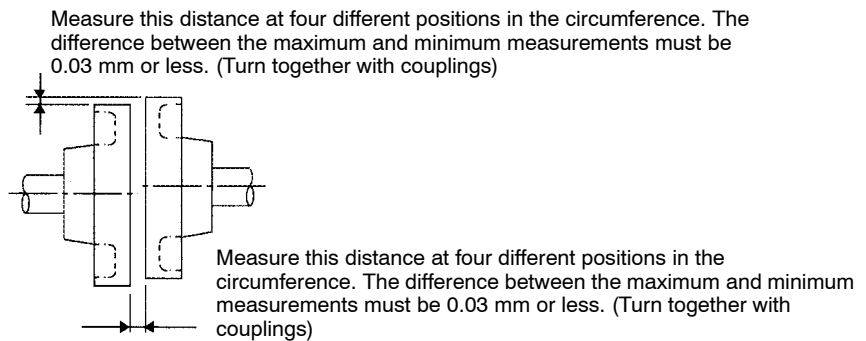 Measure this distance at four different positions in the circumference. The
difference between the maximum and minimum measurements must be
0.03 mm or less. (Turn together with couplings)
Measure this distance at four different positions in the
circumference. The difference between the maximum and minimum
measurements must be 0.03 mm or less. (Turn together with
couplings)